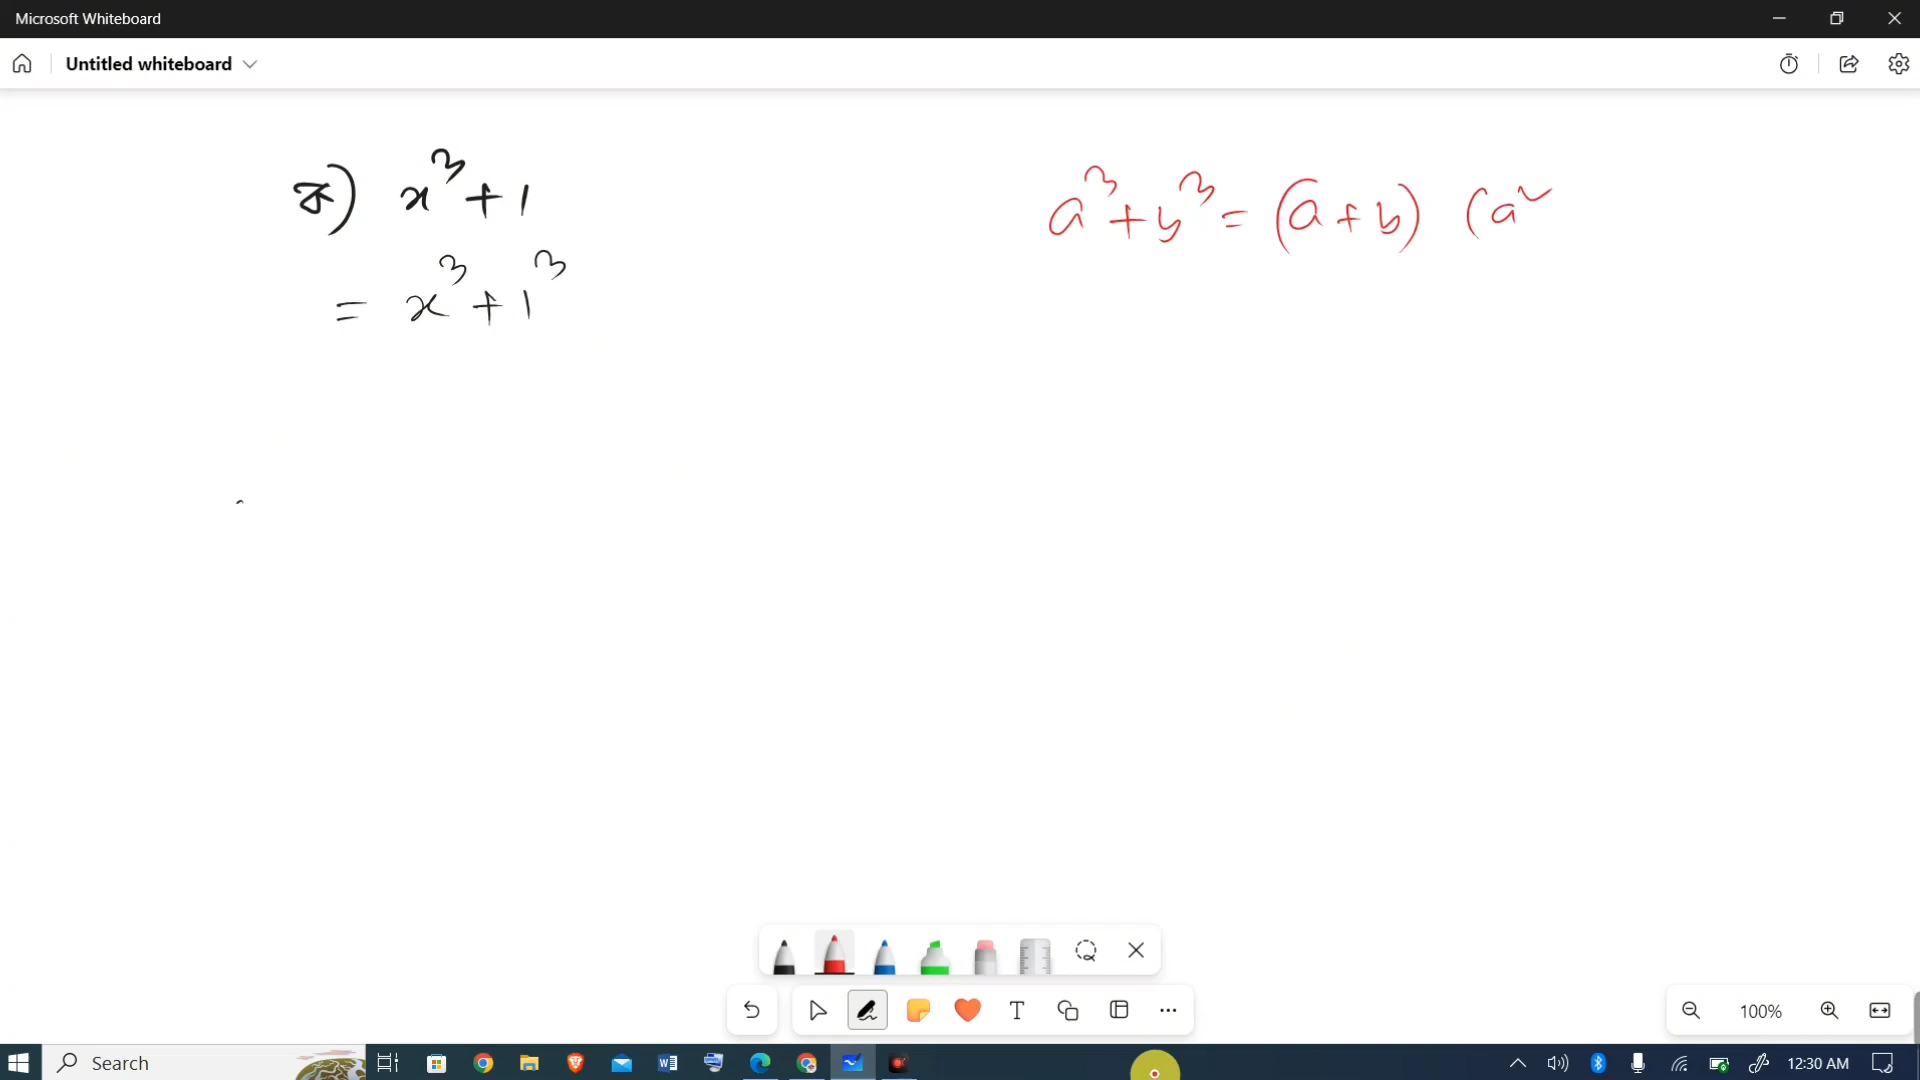 Microsoft Whiteboard
Untitled whiteboard
ক) x³+1
= x³+1³
a³+b³= (a+b) (a²
100%
Search
12:30 AM